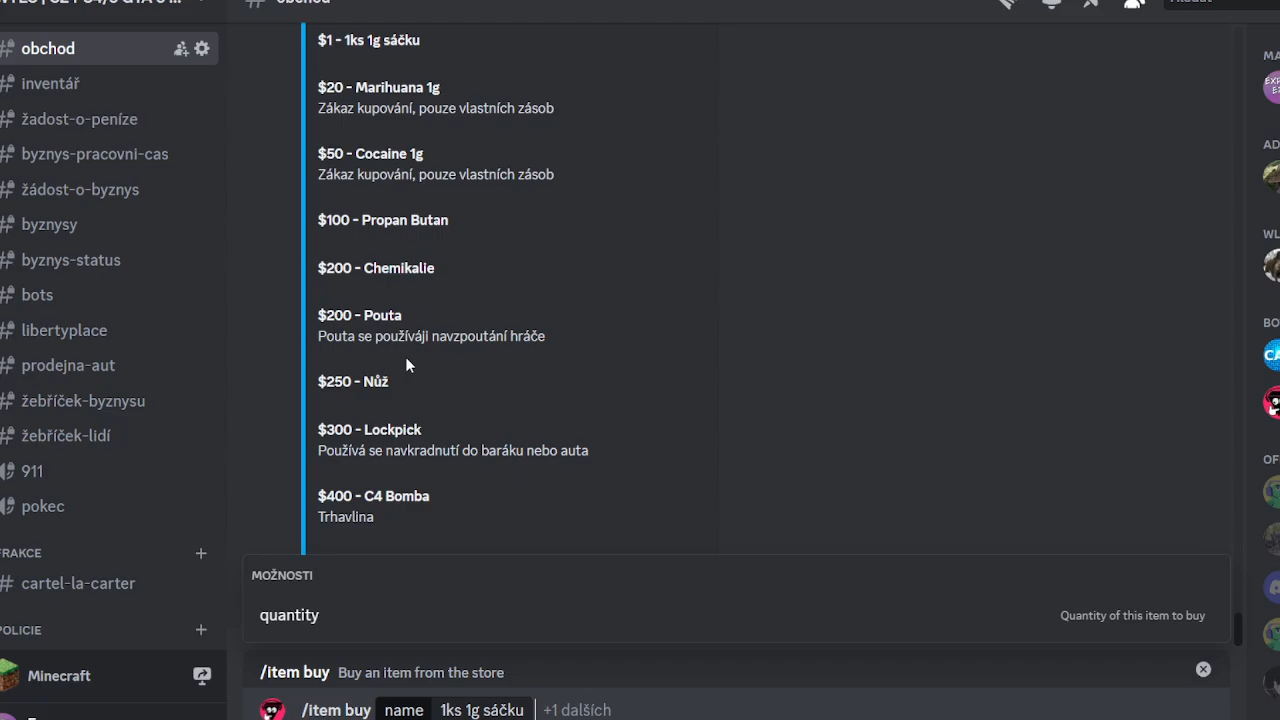 obchod
inventář
žadost-o-peníze
byznys-pracovni-cas
žádost-o-byznys
byznysy
byznys-status
bots
libertyplace
prodejna-aut
žebříček-byznysu
žebříček-lidí
911
pokec
FRAKCE
cartel-la-carter
POLICIE
Minecraft
$1 - 1ks 1g sáčku
$20 - Marihuana 1g
Zákaz kupování, pouze vlastních zásob
$50 - Cocaine 1g
Zákaz kupování, pouze vlastních zásob
$100 - Propan Butan
$200 - Chemikalie
$200 - Pouta
Pouta se používáji navzpoutání hráče
$250 - Nůž
$300 - Lockpick
Používá se navkradnutí do baráku nebo auta
$400 - C4 Bomba
Trhavlina
MOŽNOSTI
quantity Quantity of this item to buy
/item buy Buy an item from the store
/item buy name 1ks 1g sáčku +1 dalších